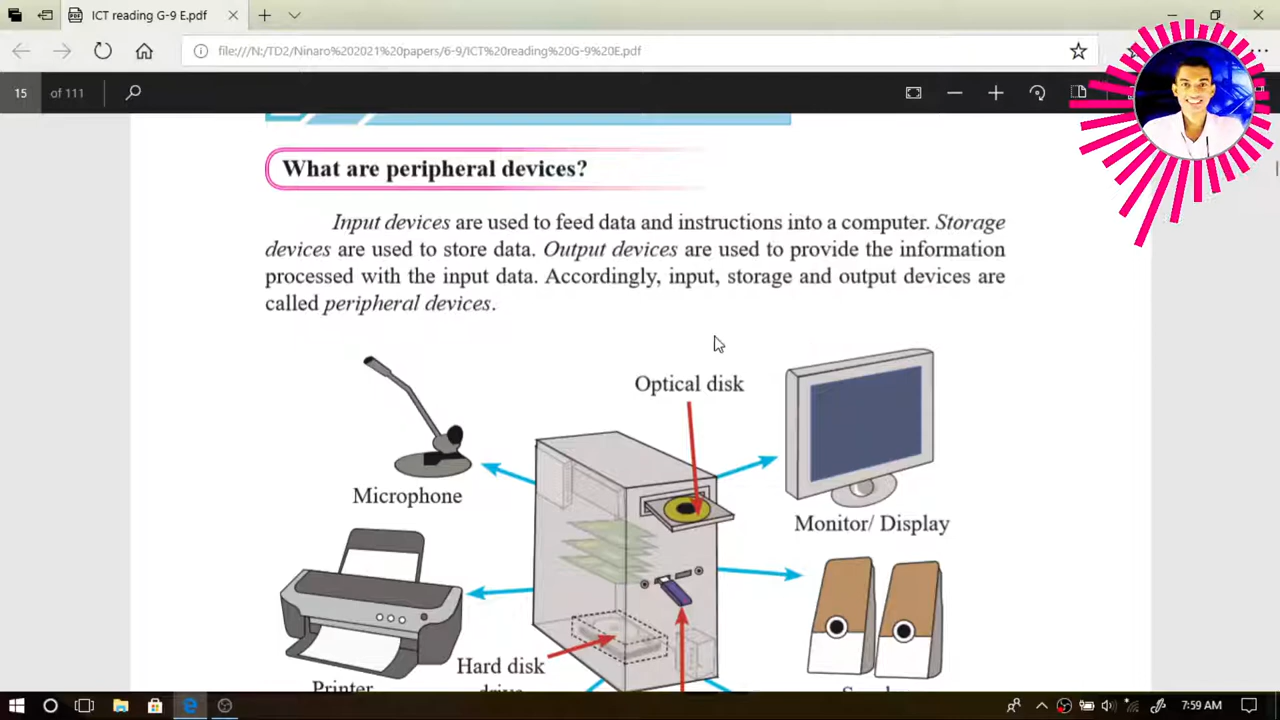 ICT reading G-9 E.pdf
file:///N:/TD2/Ninaro%202021%20papers/6-9/ICT%20reading%20G-9%20E.pdf
15 of 111
What are peripheral devices?
Input devices are used to feed data and instructions into a computer. Storage
devices are used to store data. Output devices are used to provide the information
processed with the input data. Accordingly, input, storage and output devices are
called peripheral devices.
Optical disk
Microphone
Monitor/ Display
Hard disk
Printer
7:59 AM